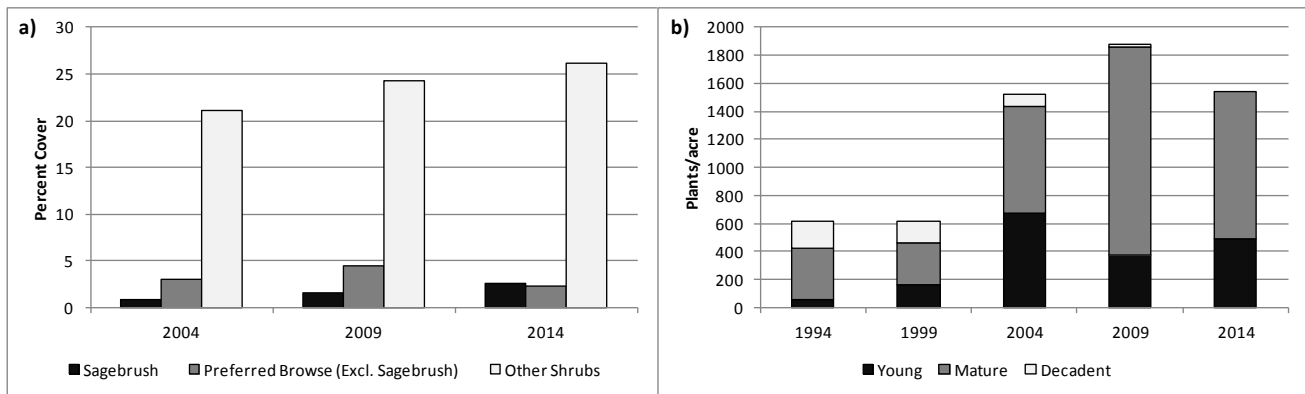 a)
Percent Cover
30
25
20
15
10
5
0
2004 2009 2014
Sagebrush Preferred Browse (Excl. Sagebrush) Other Shrubs
b)
Plants/acre
2000
1800
1600
1400
1200
1000
800
600
400
200
0
1994 1999 2004 2009 2014
Young Mature Decadent